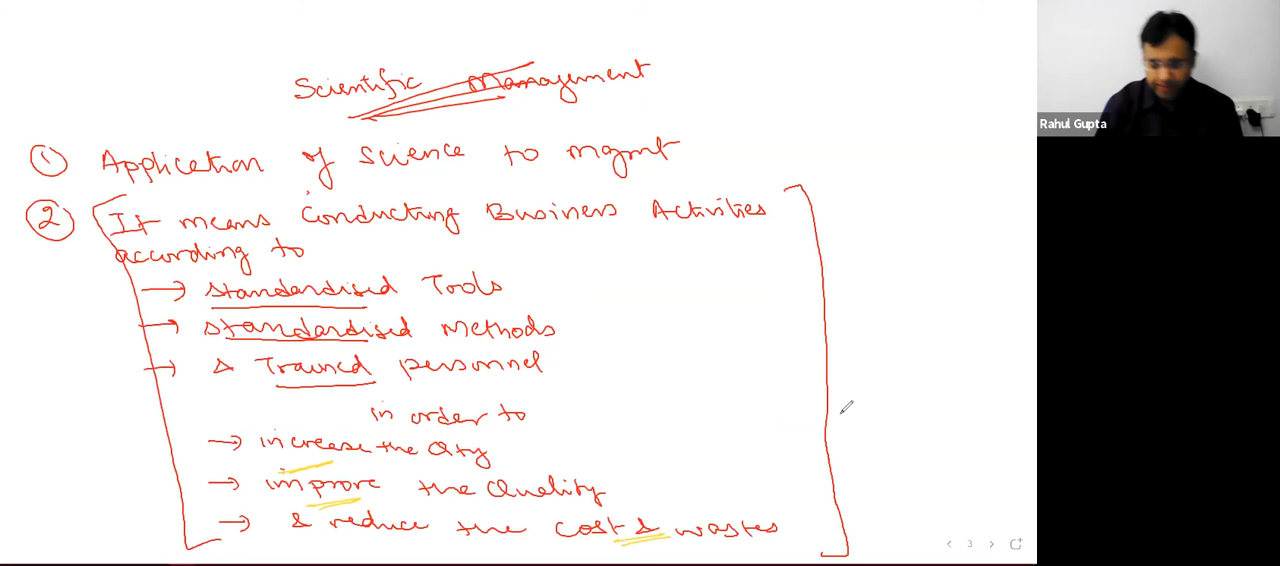 Scientific Management
Rahul Gupta
① Application of Science to mgmt
② It means Conducting Business Activities
according to
→ Standardised Tools
→ Standardised Methods
→ & Trained personnel
in order to
→ increase the Qty
→ improve the Quality
→ & reduce the Cost & wastes
< 3 >